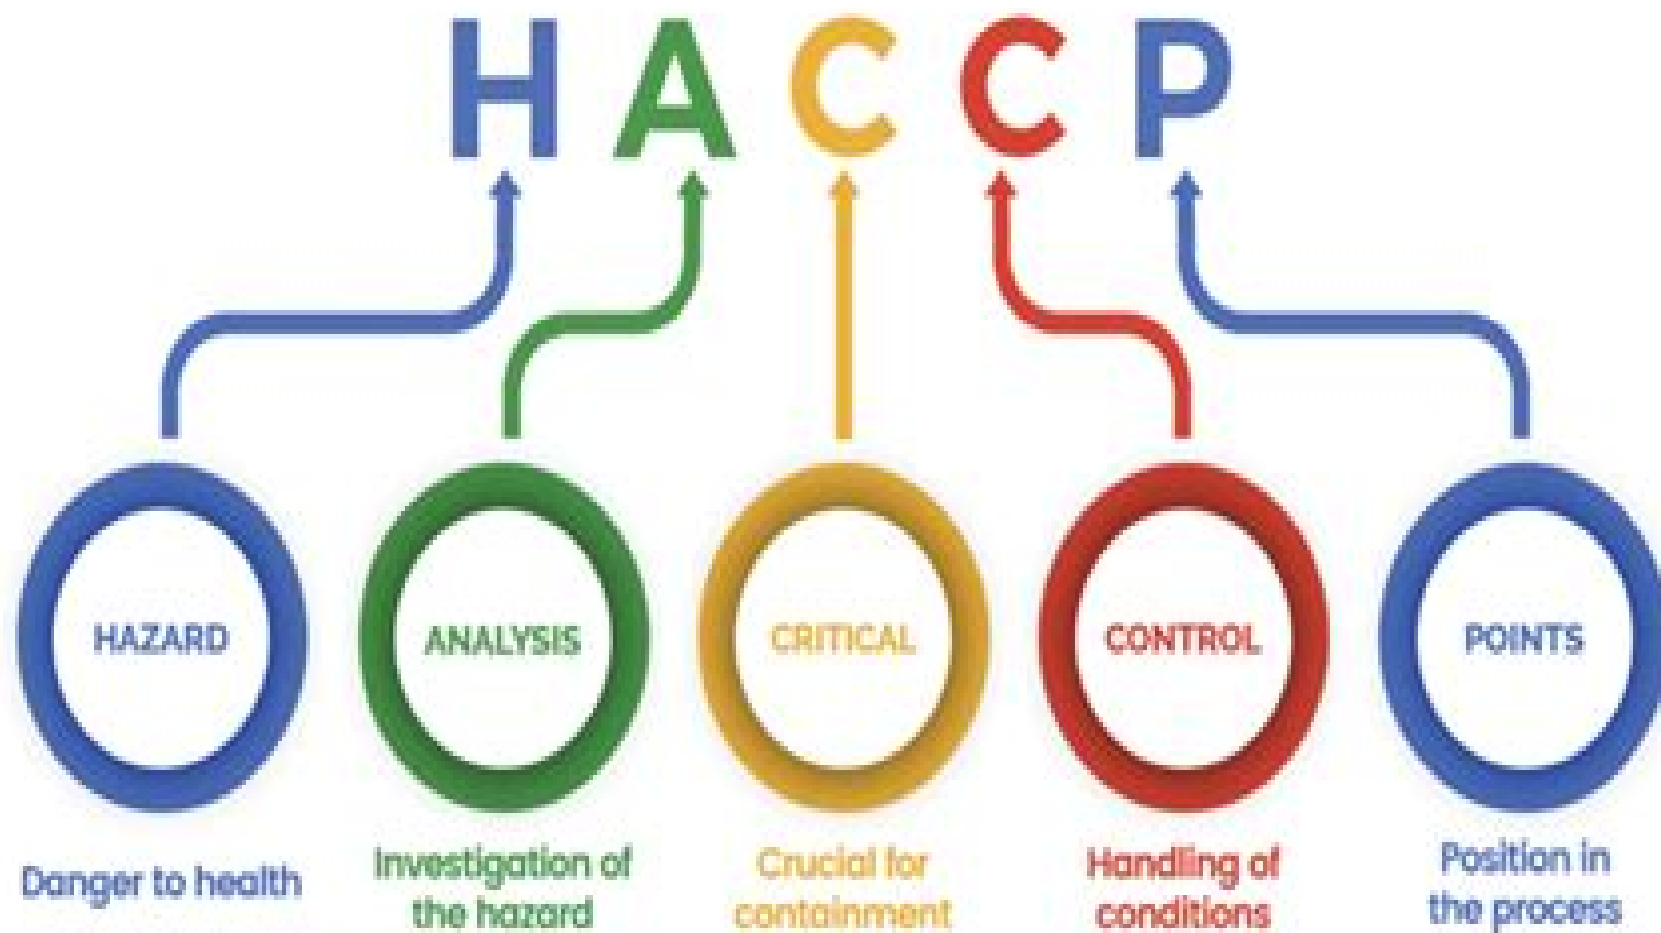 HACCP
HAZARD
ANALYSIS
CRITICAL
CONTROL
POINTS
Danger to health
Investigation of
the hazard
Crucial for
containment
Handling of
conditions
Position in
the process